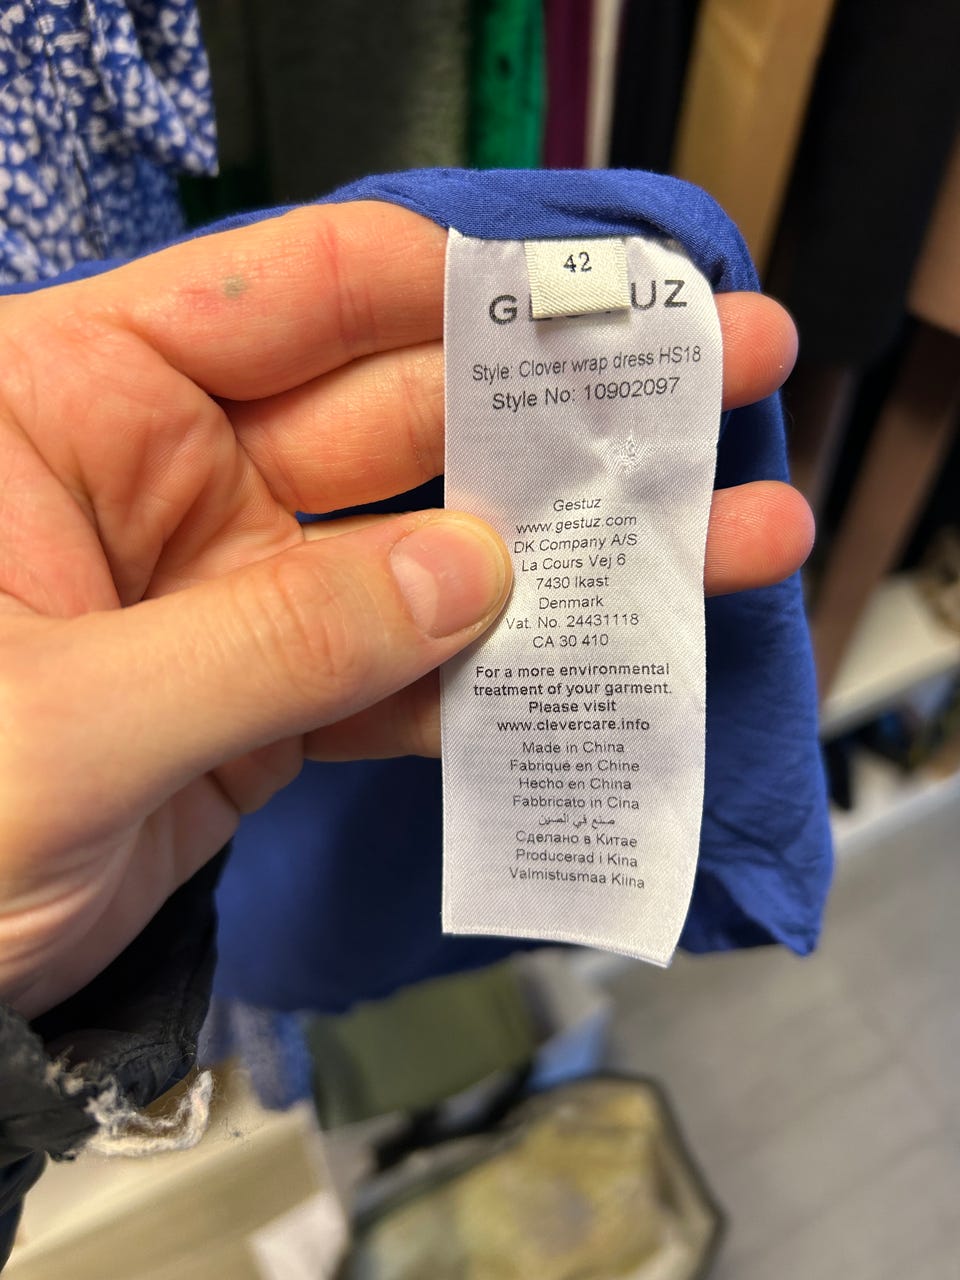 42
Style: Clover wrap dress HS18
Style No: 10902097
Gestuz
www.gestuz.com
DK Company A/S
La Cours Vej 6
7430 Ikast
Denmark
Vat. No. 24431118
CA 30 410
For a more environmental
treatment of your garment.
Please visit
www.clevercare.info
Made in China
Fabriqué en Chine
Hecho en China
Fabbricato in Cina
صنع في الصين
Сделано в Китае
Producerad i Kina
Valmistusmaa Kiina